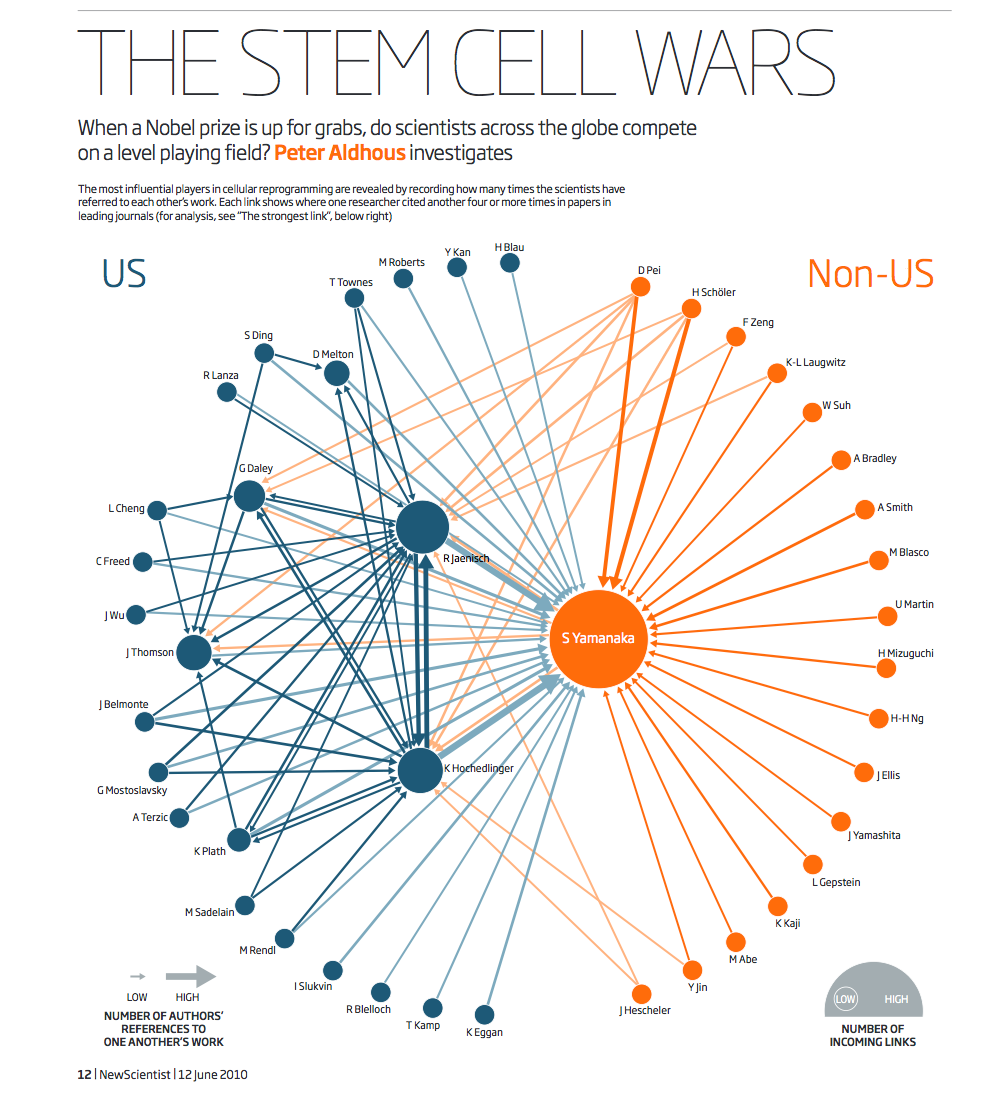 THE STEM CELL WARS
When a Nobel prize is up for grabs, do scientists across the globe compete
on a level playing field? Peter Aldhous investigates
The most influential players in cellular reprogramming are revealed by recording how many times the scientists have
referred to each other's work. Each link shows where one researcher cited another four or more times in papers in
leading journals (for analysis, see "The strongest link", below right)
US
Non-US
H Blau
Y Kan
M Roberts
T Townes
S Ding
D Melton
R Lanza
G Daley
L Cheng
R Jaenisch
C Freed
J Wu
J Thomson
J Belmonte
K Hochedlinger
G Mostoslavsky
A Terzic
K Plath
M Sadelain
M Rendl
I Slukvin
R Blelloch
T Kamp
K Eggan
D Pei
H Schöler
F Zeng
K-L Laugwitz
W Suh
A Bradley
A Smith
M Blasco
U Martin
S Yamanaka
H Mizuguchi
H-H Ng
J Ellis
J Yamashita
L Gepstein
K Kaji
M Abe
Y Jin
J Hescheler
LOW
HIGH
NUMBER OF AUTHORS'
REFERENCES TO
ONE ANOTHER'S WORK
LOW
HIGH
NUMBER OF
INCOMING LINKS
12 | NewScientist | 12 June 2010